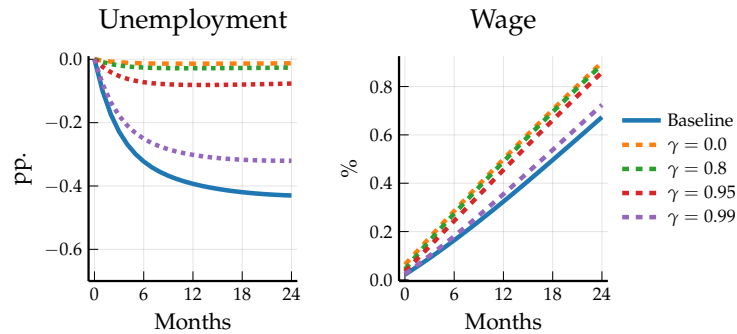 Unemployment
0.0
−0.2
−0.4
−0.6
pp.
0 6 12 18 24
Months
Wage
0.8
0.6
0.4
0.2
0.0
%
0 6 12 18 24
Months
Baseline
γ = 0.0
γ = 0.8
γ = 0.95
γ = 0.99